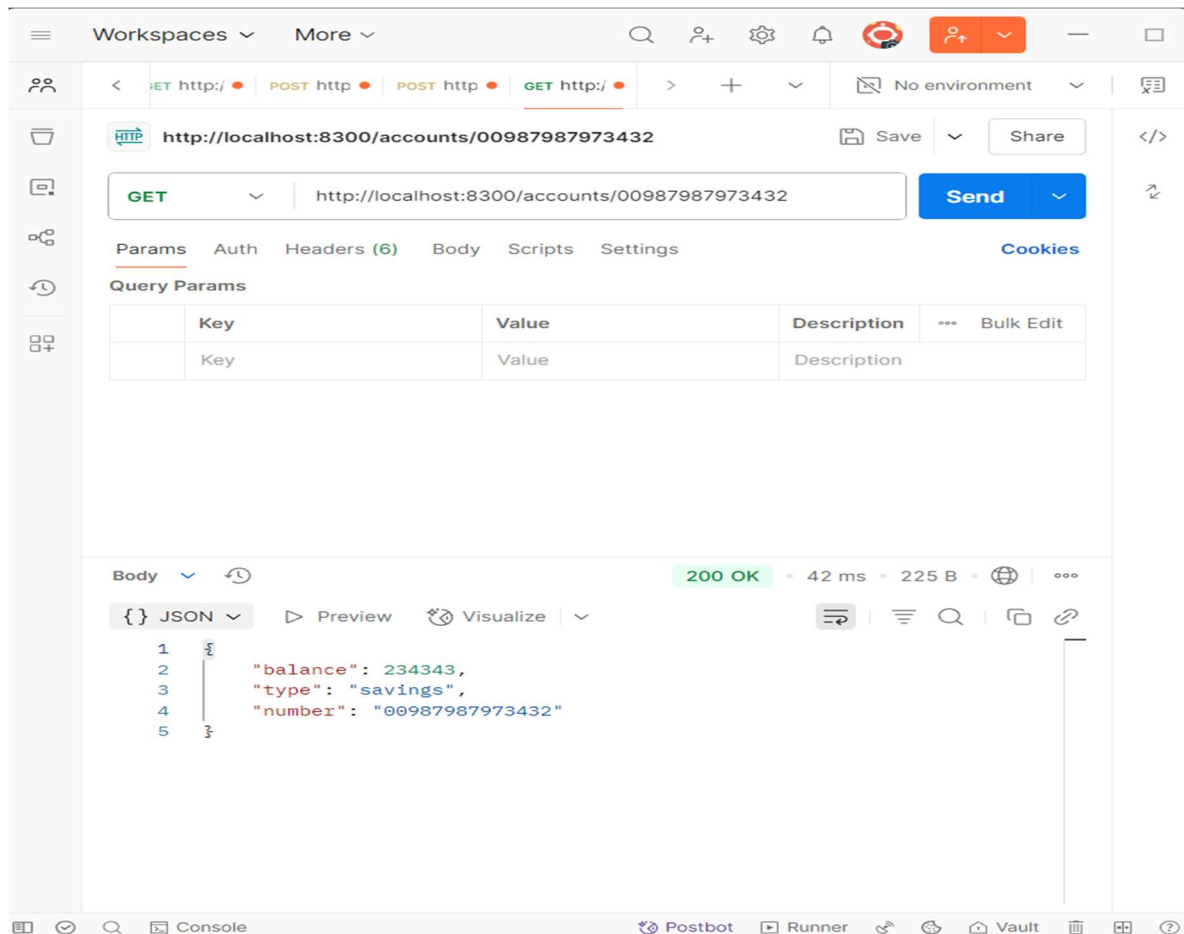 Workspaces More
GET http:/ POST http POST http GET http:/ No environment
HTTP http://localhost:8300/accounts/00987987973432 Save Share
GET http://localhost:8300/accounts/00987987973432 Send
Params Auth Headers (6) Body Scripts Settings Cookies
Query Params
Key Value Description Bulk Edit
Key Value Description
Body 200 OK 42 ms 225 B
{} JSON Preview Visualize
1 {
2 "balance": 234343,
3 "type": "savings",
4 "number": "00987987973432"
5 }
Console Postbot Runner Vault